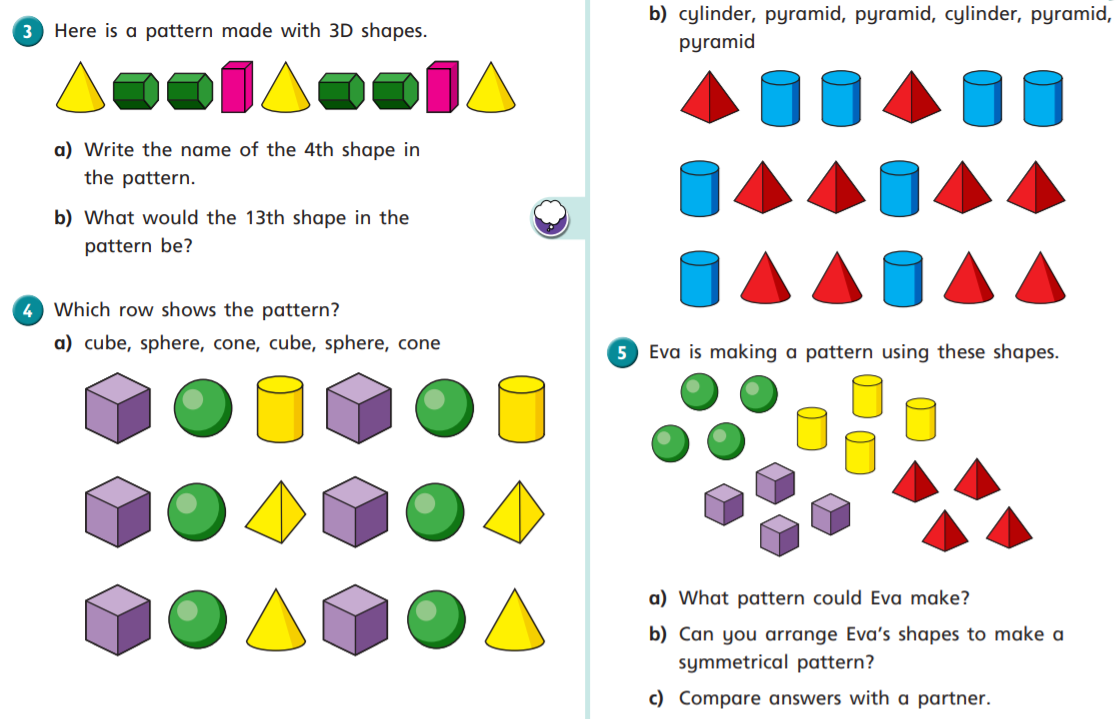 3 Here is a pattern made with 3D shapes.
a) Write the name of the 4th shape in
the pattern.
b) What would the 13th shape in the
pattern be?
4 Which row shows the pattern?
a) cube, sphere, cone, cube, sphere, cone
b) cylinder, pyramid, pyramid, cylinder, pyramid,
pyramid
5 Eva is making a pattern using these shapes.
a) What pattern could Eva make?
b) Can you arrange Eva's shapes to make a
symmetrical pattern?
c) Compare answers with a partner.